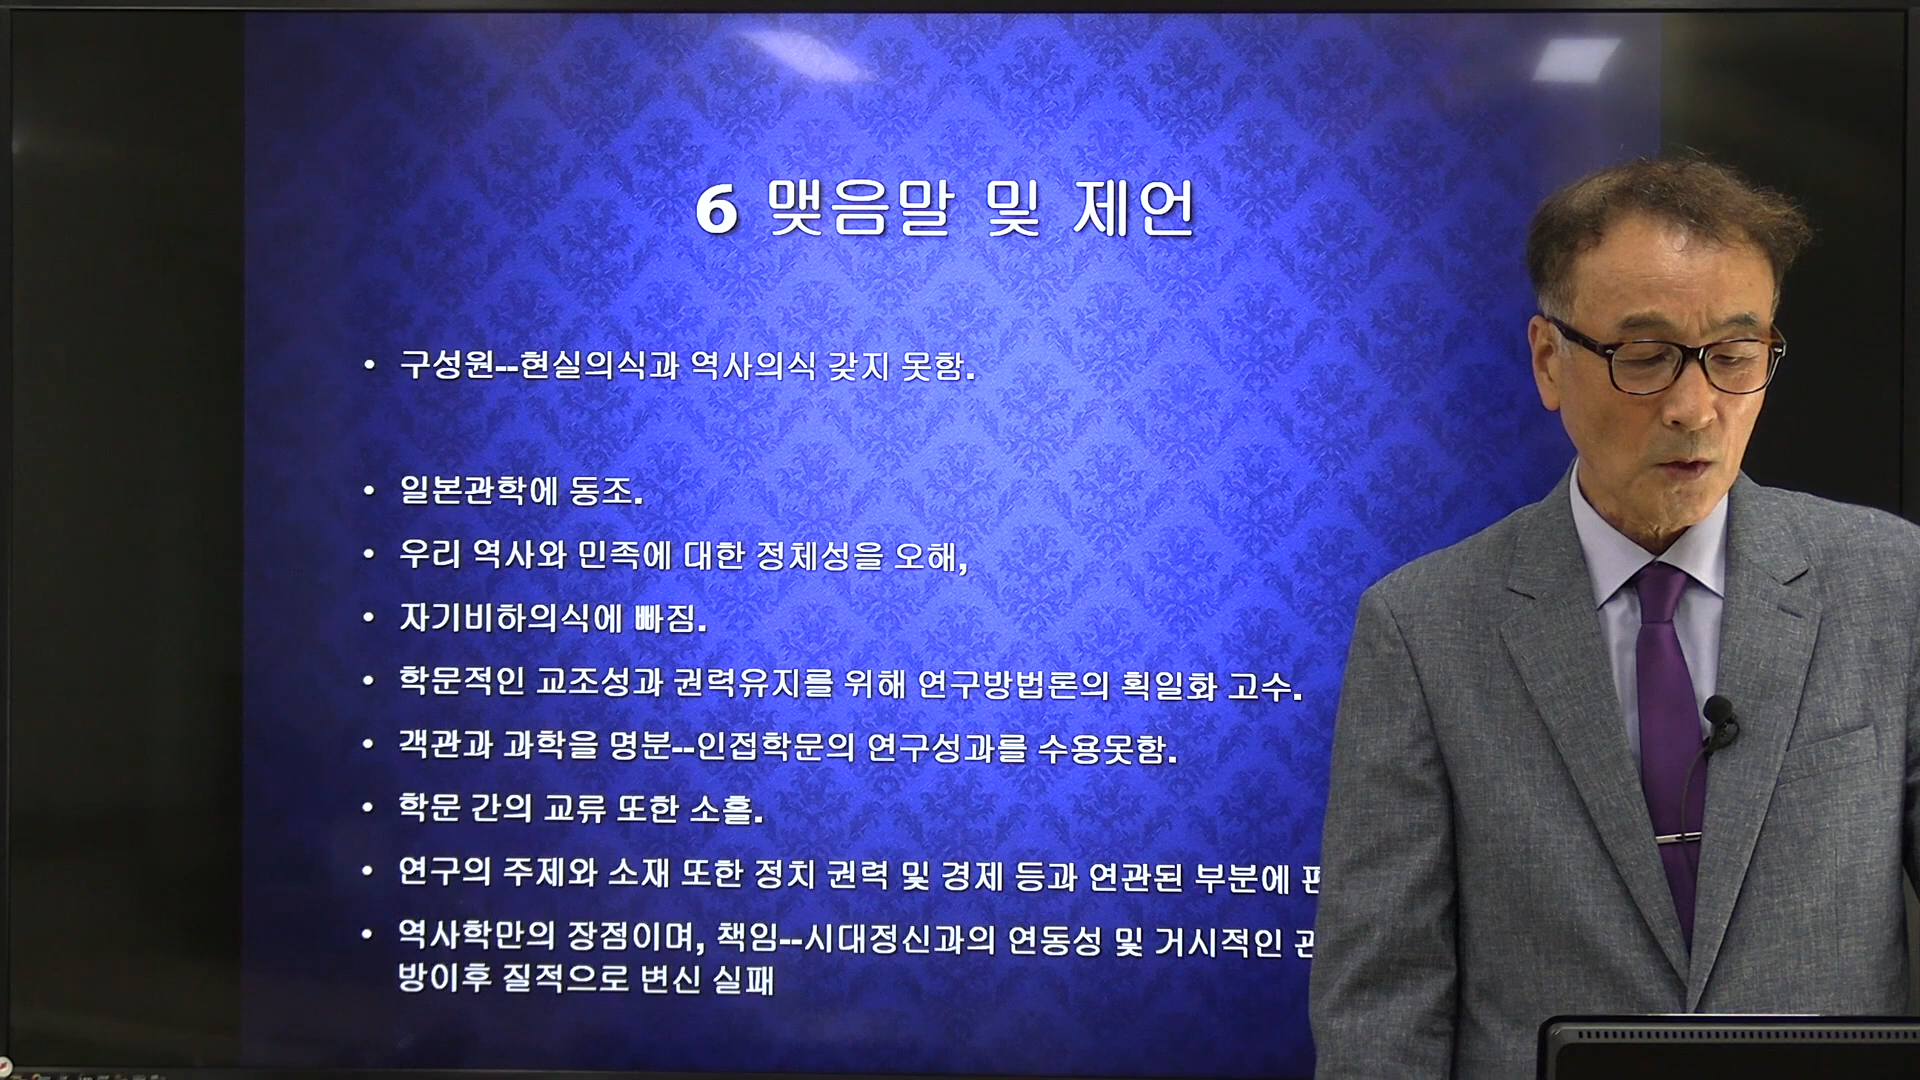 6 맺음말 및 제언
• 구성원--현실의식과 역사의식 갖지 못함.
• 일본관학에 동조.
• 우리 역사와 민족에 대한 정체성을 오해,
• 자기비하의식에 빠짐.
• 학문적인 교조성과 권력유지를 위해 연구방법론의 획일화 고수.
• 객관과 과학을 명분--인접학문의 연구성과를 수용못함.
• 학문 간의 교류 또한 소홀.
• 연구의 주제와 소재 또한 정치 권력 및 경제 등과 연관된 부분에
• 역사학만의 장점이며, 책임--시대정신과의 연동성 및 거시적인
방이후 질적으로 변신 실패